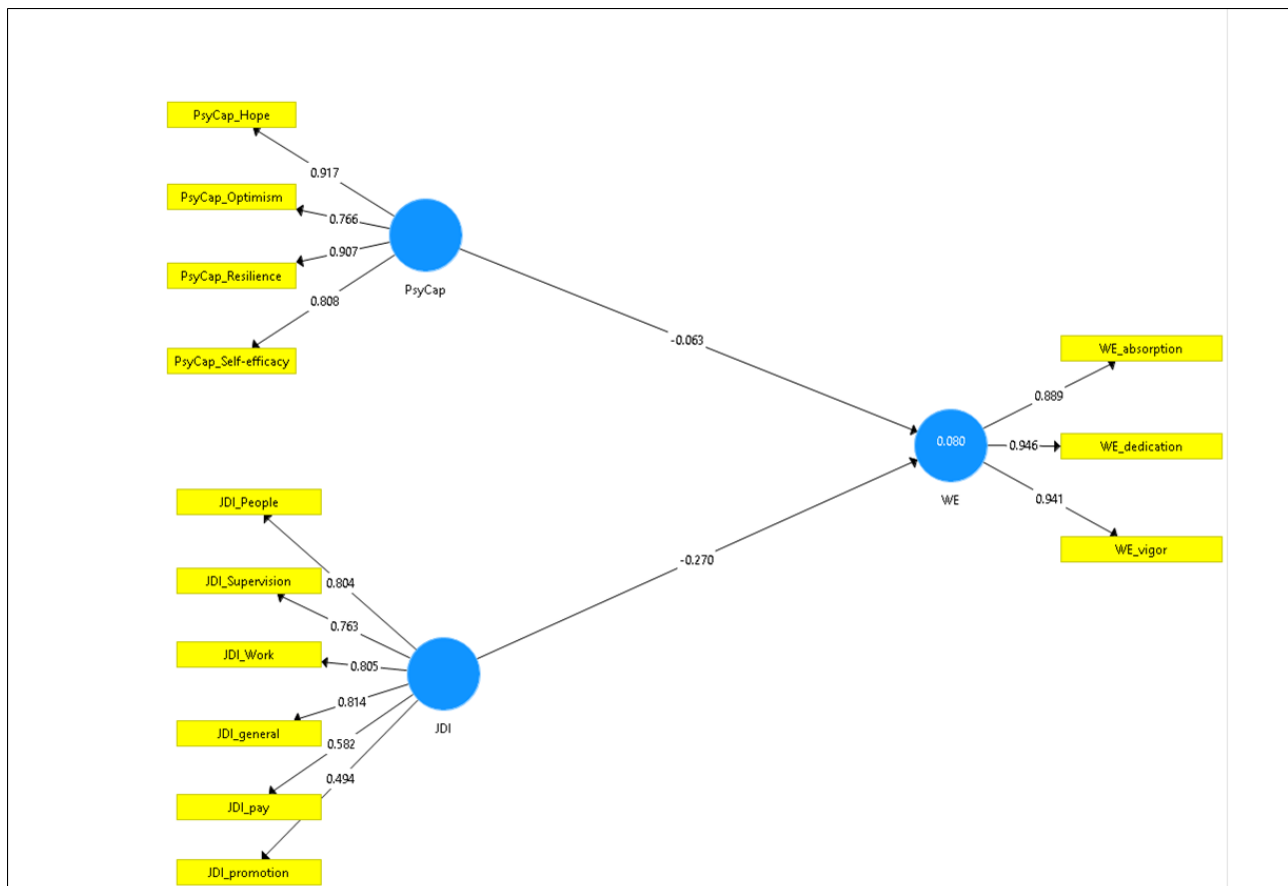 PsyCap_Hope
0.917
PsyCap_Optimism
0.766
PsyCap_Resilience
0.907
0.808
PsyCap_Self-efficacy
PsyCap
-0.063
WE_absorption
0.889
0.080
0.946
WE_dedication
WE
0.941
WE_vigor
JDI_People
-0.270
0.804
JDI_Supervision
0.763
JDI_Work
0.805
0.814
JDI_general
0.582
JDI
0.494
JDI_pay
JDI_promotion